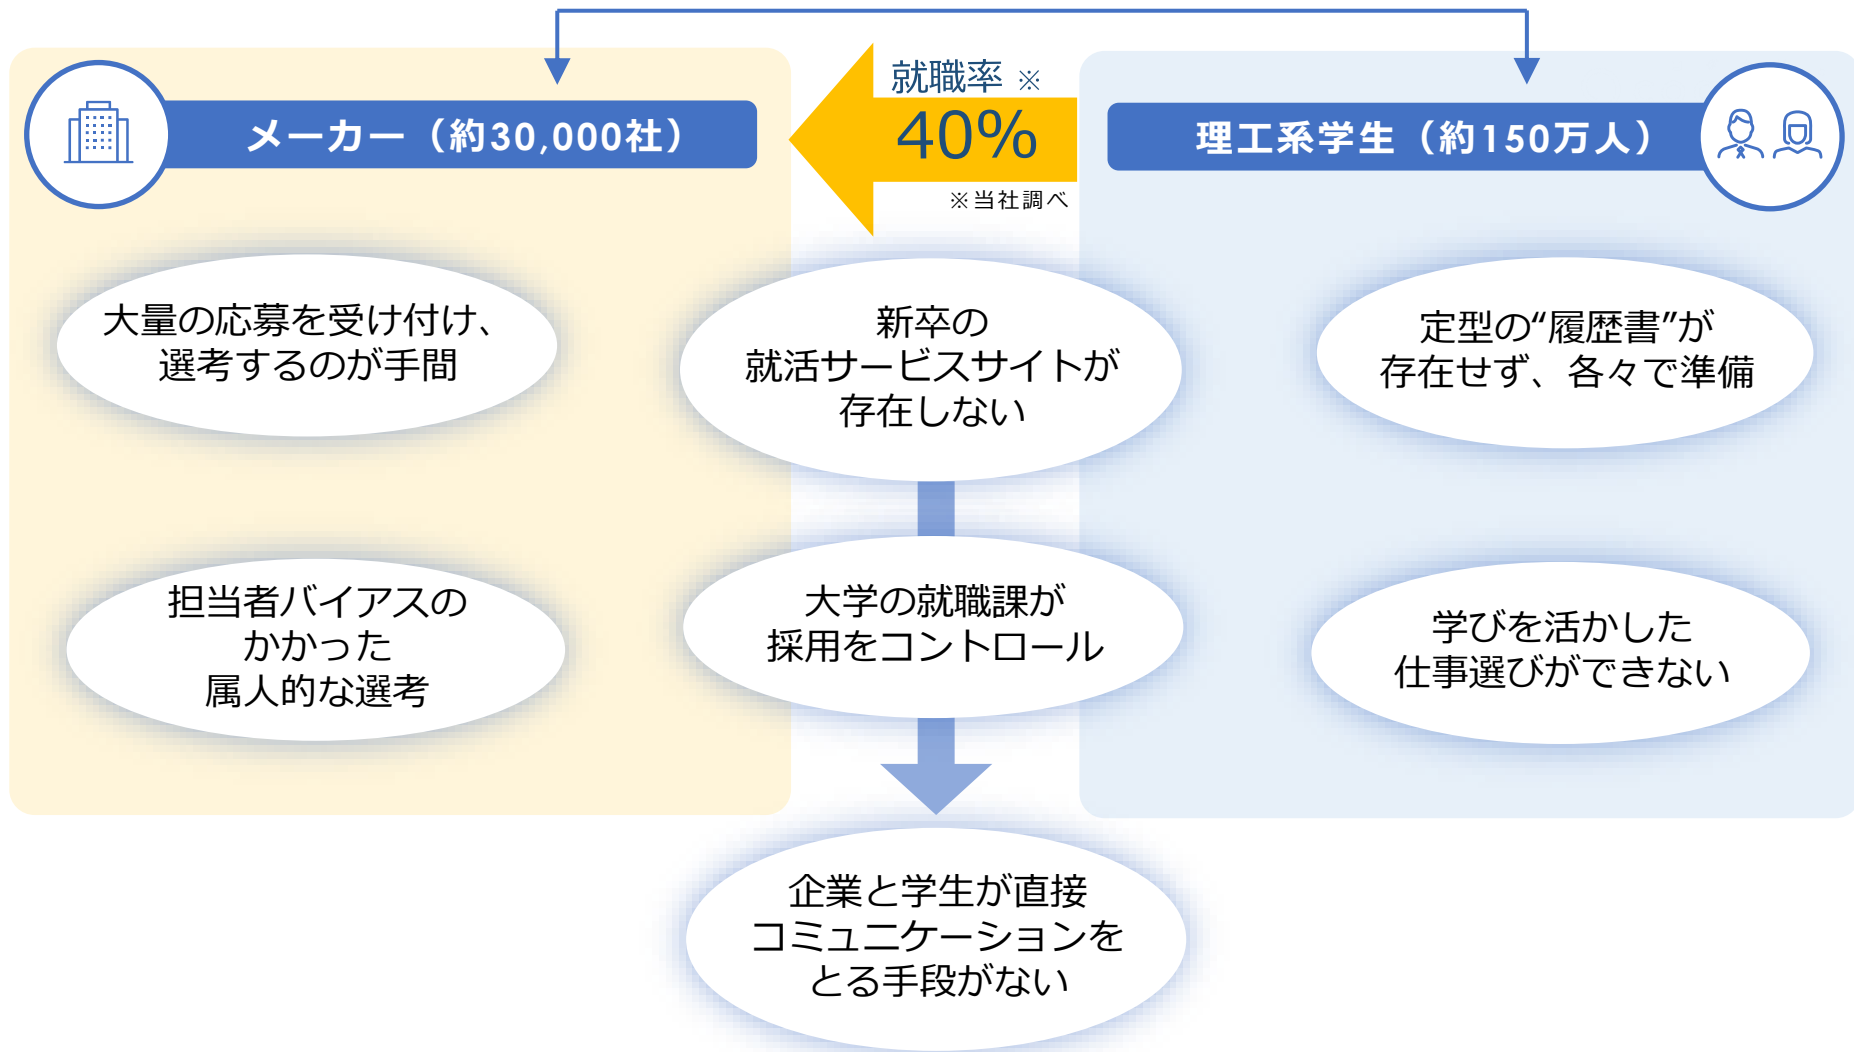 メーカー（約30,000社）
就職率 ※
40%
※当社調べ
理工系学生（約150万人）
大量の応募を受け付け、
選考するのが手間
担当者バイアスの
かかった
属人的な選考
新卒の
就活サービスサイトが
存在しない
大学の就職課が
採用をコントロール
企業と学生が直接
コミュニケーションを
とる手段がない
定型の“履歴書”が
存在せず、各々で準備
学びを活かした
仕事選びができない